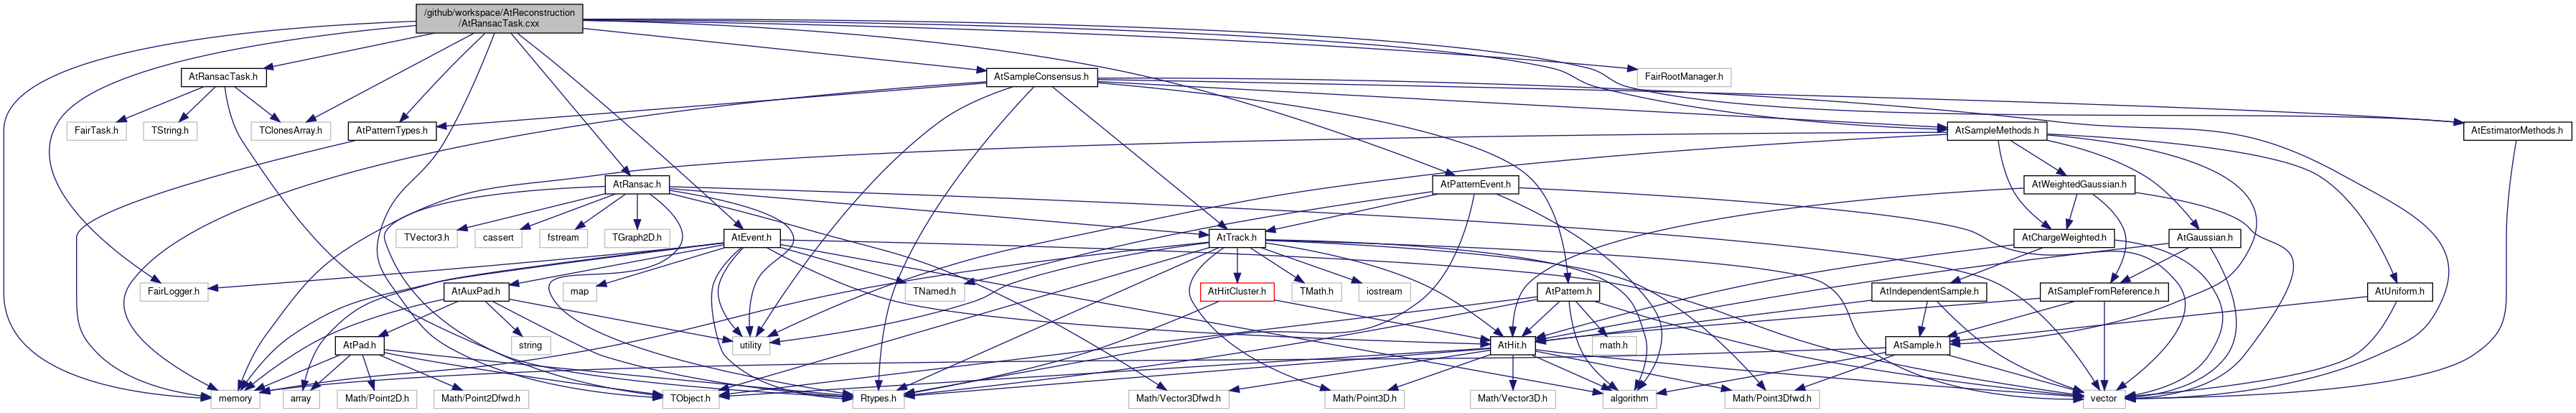 /github/workspace/AtReconstruction
/AtRansacTask.cxx
AtRansacTask.h
AtSampleConsensus.h
FairRootManager.h
FairTask.h
TString.h
TClonesArray.h
AtPatternTypes.h
AtSampleMethods.h
AtEstimatorMethods.h
AtRansac.h
AtPatternEvent.h
AtWeightedGaussian.h
TVector3.h
cassert
fstream
TGraph2D.h
AtEvent.h
AtTrack.h
AtChargeWeighted.h
AtGaussian.h
FairLogger.h
AtAuxPad.h
map
TNamed.h
AtHitCluster.h
TMath.h
iostream
AtPattern.h
AtIndependentSample.h
AtSampleFromReference.h
AtUniform.h
AtPad.h
string
utility
AtHit.h
math.h
AtSample.h
memory
array
Math/Point2D.h
Math/Point2Dfwd.h
TObject.h
Rtypes.h
Math/Vector3Dfwd.h
Math/Point3D.h
Math/Vector3D.h
algorithm
Math/Point3Dfwd.h
vector